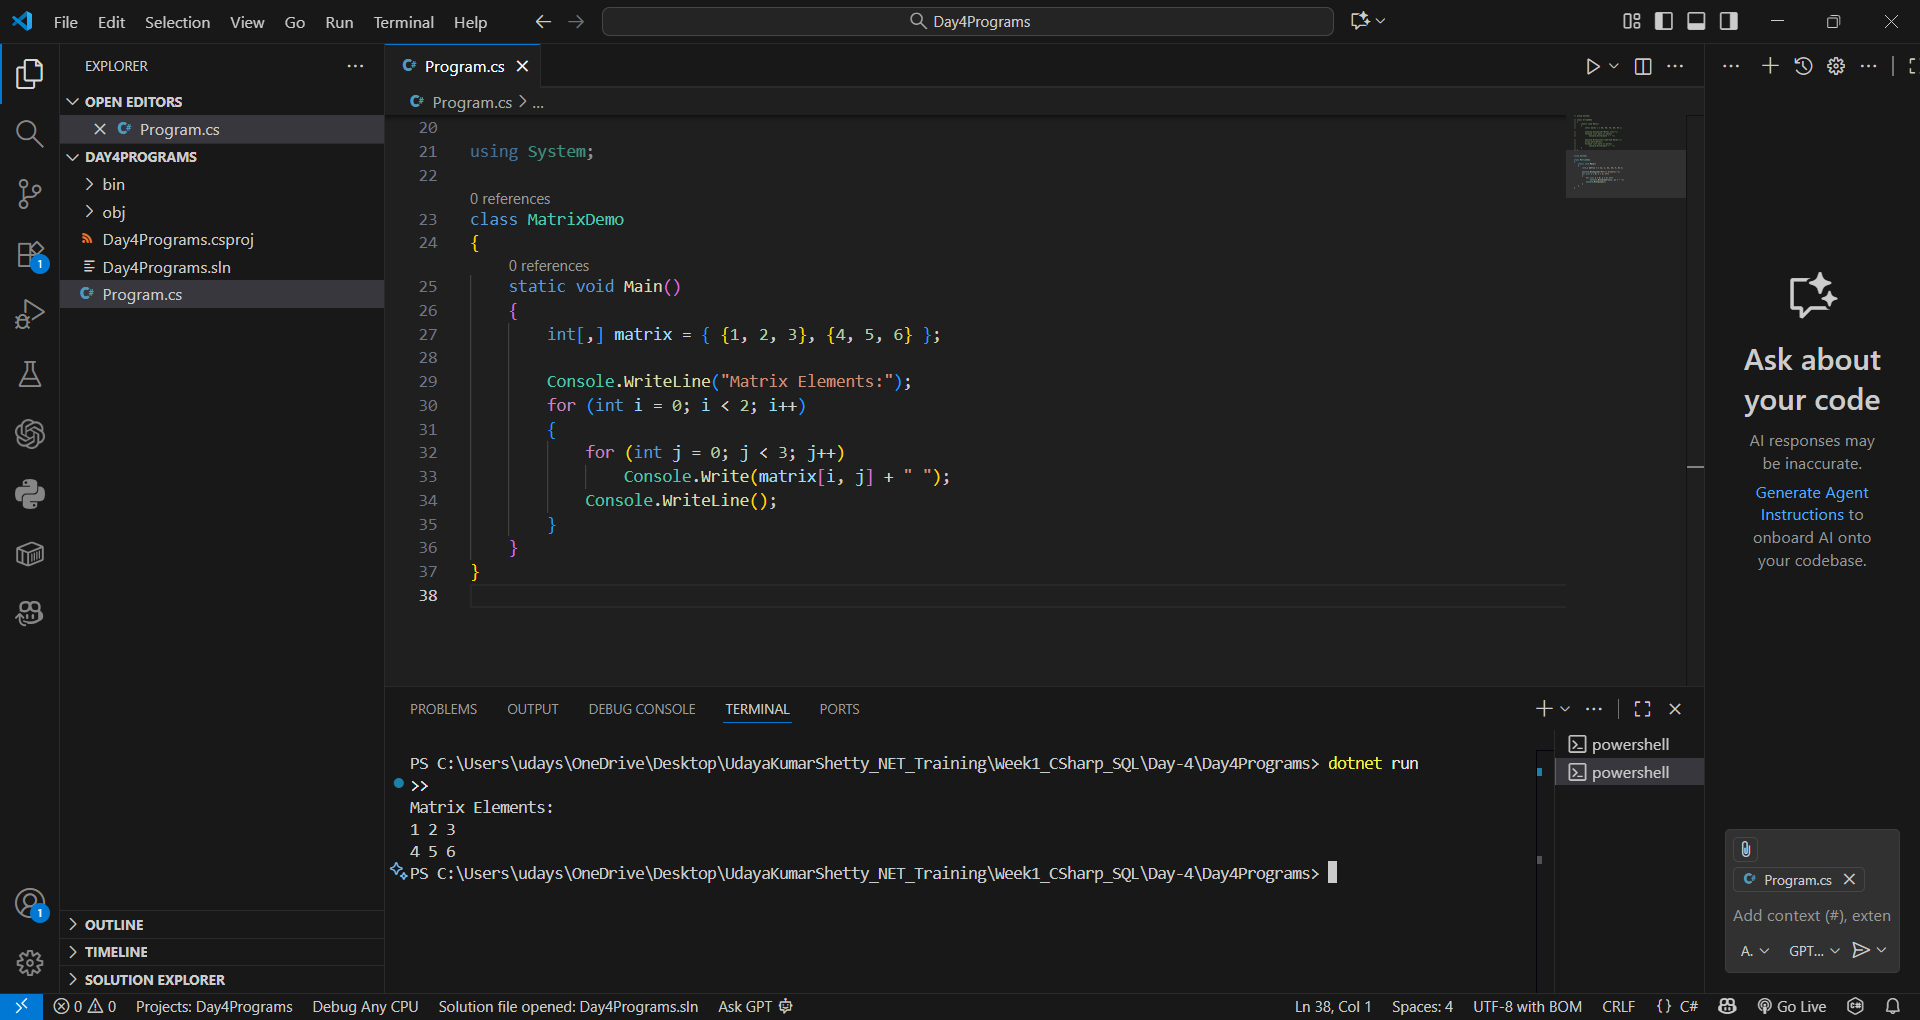 File Edit Selection View Go Run Terminal Help
Day4Programs
EXPLORER
OPEN EDITORS
Program.cs
DAY4PROGRAMS
bin
obj
Day4Programs.csproj
Day4Programs.sln
Program.cs
OUTLINE
TIMELINE
SOLUTION EXPLORER
1
1
Program.cs
Program.cs > ...
20
21 using System;
22
0 references
23 class MatrixDemo
24 {
0 references
25 static void Main()
26 {
27 int[,] matrix = { {1, 2, 3}, {4, 5, 6} };
28
29 Console.WriteLine("Matrix Elements:");
30 for (int i = 0; i < 2; i++)
31 {
32 for (int j = 0; j < 3; j++)
33 Console.Write(matrix[i, j] + " ");
34 Console.WriteLine();
35 }
36 }
37 }
38
PROBLEMS OUTPUT DEBUG CONSOLE TERMINAL PORTS
PS C:\Users\udays\OneDrive\Desktop\UdayaKumarShetty_NET_Training\Week1_CSharp_SQL\Day-4\Day4Programs> dotnet run
>>
Matrix Elements:
1 2 3
4 5 6
PS C:\Users\udays\OneDrive\Desktop\UdayaKumarShetty_NET_Training\Week1_CSharp_SQL\Day-4\Day4Programs>
powershell
powershell
Ask about
your code
AI responses may
be inaccurate.
Generate Agent
Instructions to
onboard AI onto
your codebase.
Program.cs
Add context (#), exten
A. GPT...
0 0 Projects: Day4Programs Debug Any CPU Solution file opened: Day4Programs.sln Ask GPT Ln 38, Col 1 Spaces: 4 UTF-8 with BOM CRLF {} C# Go Live